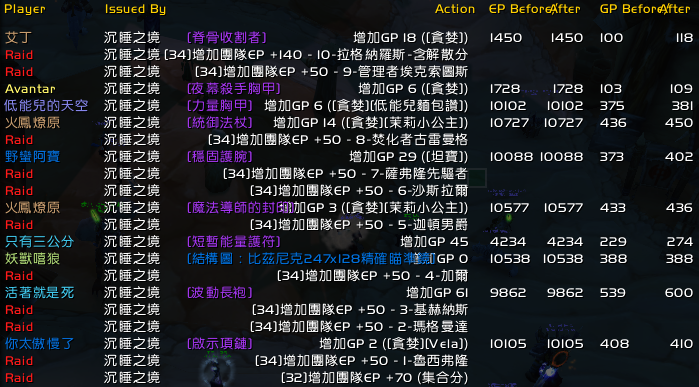 Player Issued By Action EP Before After GP Before After
艾丁 沉睡之境 [脊骨收割者] 增加GP 18 ([貪婪]) 1450 1450 100 118
Raid 沉睡之境 (34)增加團隊EP +140 - 10-拉格納羅斯-含解散分
Raid 沉睡之境 (34)增加團隊EP +50 - 9-管理者埃克索圖斯
Avantar 沉睡之境 [夜幕殺手胸甲] 增加GP 6 ([貪婪]) 1728 1728 103 109
低能兒的天空 沉睡之境 [力量胸甲] 增加GP 6 ([貪婪][低能兒麵包讚]) 10102 10102 375 381
火鳳燎原 沉睡之境 [統御法杖] 增加GP 14 ([貪婪][茉莉小公主]) 10727 10727 436 450
Raid 沉睡之境 (34)增加團隊EP +50 - 8-焚化者古雷曼格
野蠻阿寶 沉睡之境 [穩固護腕] 增加GP 29 ([坦寶]) 10088 10088 373 402
Raid 沉睡之境 (34)增加團隊EP +50 - 7-薩弗隆先驅者
Raid 沉睡之境 (34)增加團隊EP +50 - 6-沙斯拉爾
火鳳燎原 沉睡之境 [魔法導師的封 增加GP 3 ([貪婪][茉莉小公主]) 10577 10577 433 436
Raid 沉睡之境 (34)增加團隊EP +50 - 5-迦頓男爵
只有三公分 沉睡之境 [短暫能量護符] 增加GP 45 4234 4234 229 274
妖獸嘻狼 沉睡之境 [結構圖：比茲尼克247x128精確瞄準 增加GP 0 10538 10538 388 388
Raid 沉睡之境 (34)增加團隊EP +50 - 4-加爾
活著就是死 沉睡之境 [波動長袍] 增加GP 61 9862 9862 539 600
Raid 沉睡之境 (34)增加團隊EP +50 - 3-基赫納斯
Raid 沉睡之境 (34)增加團隊EP +50 - 2-瑪格曼達
你太傲慢了 沉睡之境 [啟示項鏈] 增加GP 2 ([貪婪][Vela]) 10105 10105 408 410
Raid 沉睡之境 (34)增加團隊EP +50 - 1-魯西弗隆
Raid 沉睡之境 (32)增加團隊EP +70 (集合分)